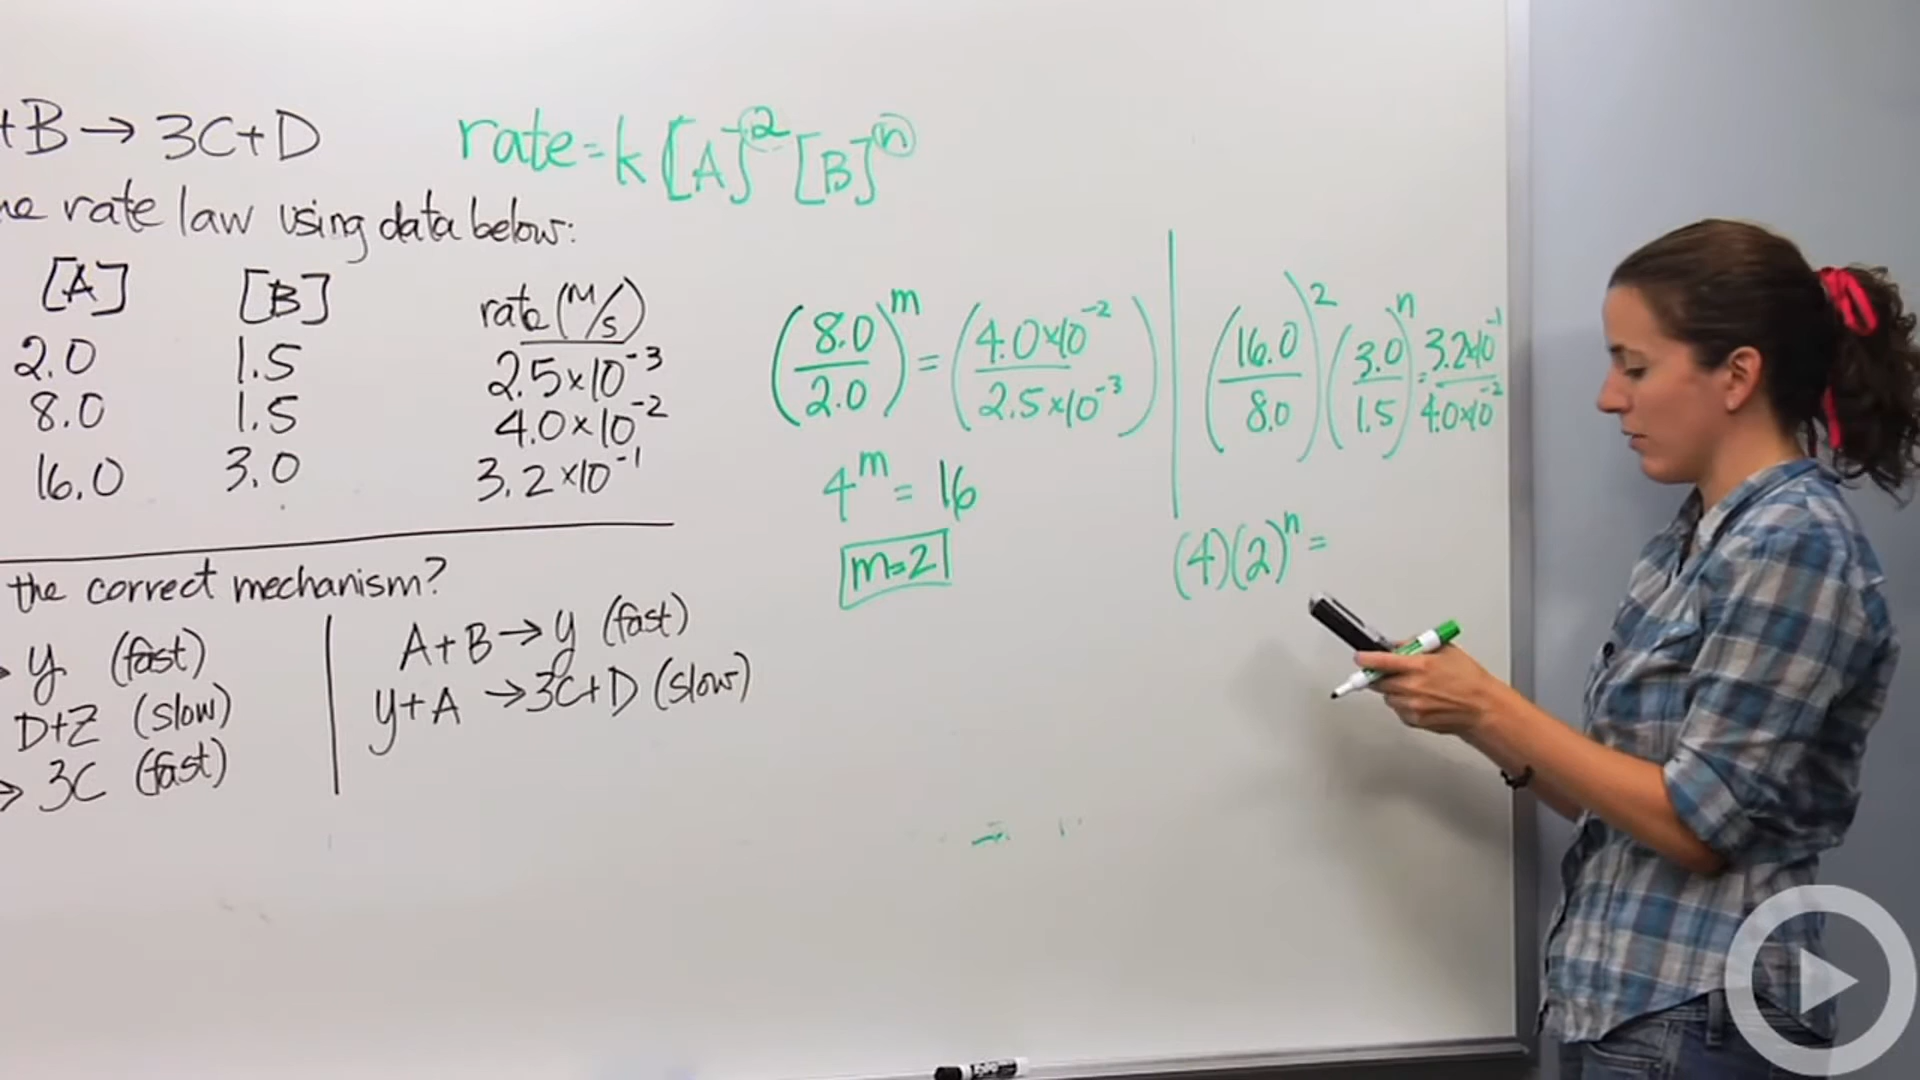 +B → 3C+D
rate = k [A]² [B]ⁿ
rate law using data below:
[A] [B] rate (M/s)
2.0 1.5 2.5×10⁻³
8.0 1.5 4.0×10⁻²
16.0 3.0 3.2×10⁻¹
(8.0/2.0)ᵐ = (4.0×10⁻²/2.5×10⁻³)
4ᵐ = 16
m=2
(16.0/8.0)² (3.0/1.5)ⁿ = 3.2×10⁻¹/4.0×10⁻²
(4)(2)ⁿ =
the correct mechanism?
y (fast)
D+Z (slow)
→ 3C (fast)
A+B → y (fast)
y+A → 3C+D (slow)